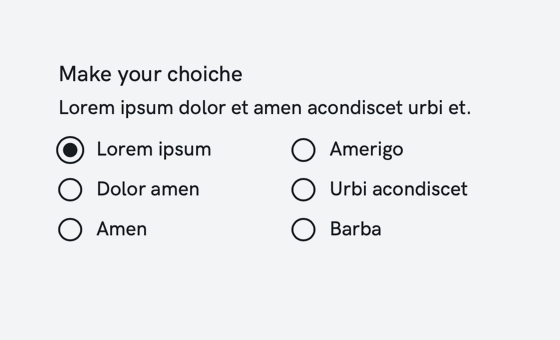 Make your choiche
Lorem ipsum dolor et amen acondiscet urbi et.
Lorem ipsum
Amerigo
Dolor amen
Urbi acondiscet
Amen
Barba